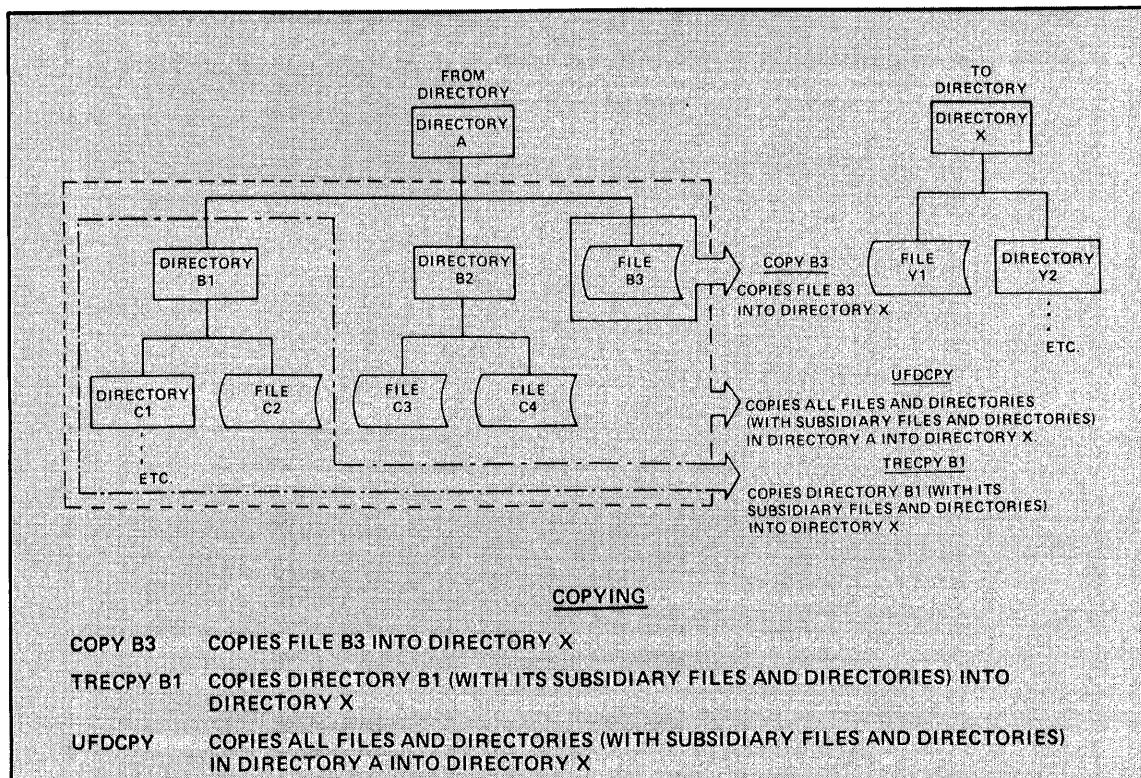 FROM
DIRECTORY
DIRECTORY
A
TO
DIRECTORY
DIRECTORY
X
DIRECTORY
B1
DIRECTORY
B2
FILE
B3
COPY B3
COPIES FILE B3
INTO DIRECTORY X
FILE
Y1
DIRECTORY
Y2
ETC.
DIRECTORY
C1
FILE
C2
FILE
C3
FILE
C4
ETC.
UFDCPY
COPIES ALL FILES AND DIRECTORIES
(WITH SUBSIDIARY FILES AND DIRECTORIES)
IN DIRECTORY A INTO DIRECTORY X.
TRECPY B1
COPIES DIRECTORY B1 (WITH ITS
SUBSIDIARY FILES AND DIRECTORIES)
INTO DIRECTORY X
COPYING
COPY B3 COPIES FILE B3 INTO DIRECTORY X
TRECPY B1 COPIES DIRECTORY B1 (WITH ITS SUBSIDIARY FILES AND DIRECTORIES) INTO
DIRECTORY X
UFDCPY COPIES ALL FILES AND DIRECTORIES (WITH SUBSIDIARY FILES AND DIRECTORIES)
IN DIRECTORY A INTO DIRECTORY X